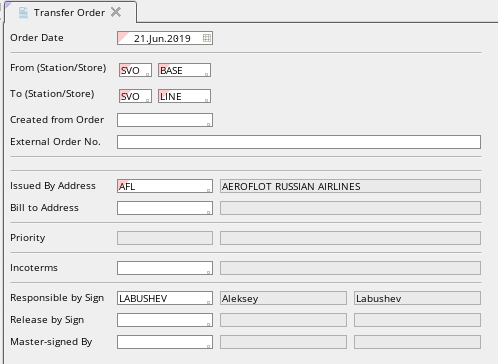 Transfer Order
Order Date 21.Jun.2019
From (Station/Store) SVO BASE
To (Station/Store) SVO LINE
Created from Order
External Order No.
Issued By Address AFL AEROFLOT RUSSIAN AIRLINES
Bill to Address
Priority
Incoterms
Responsible by Sign LABUSHEV Aleksey Labushev
Release by Sign
Master-signed By